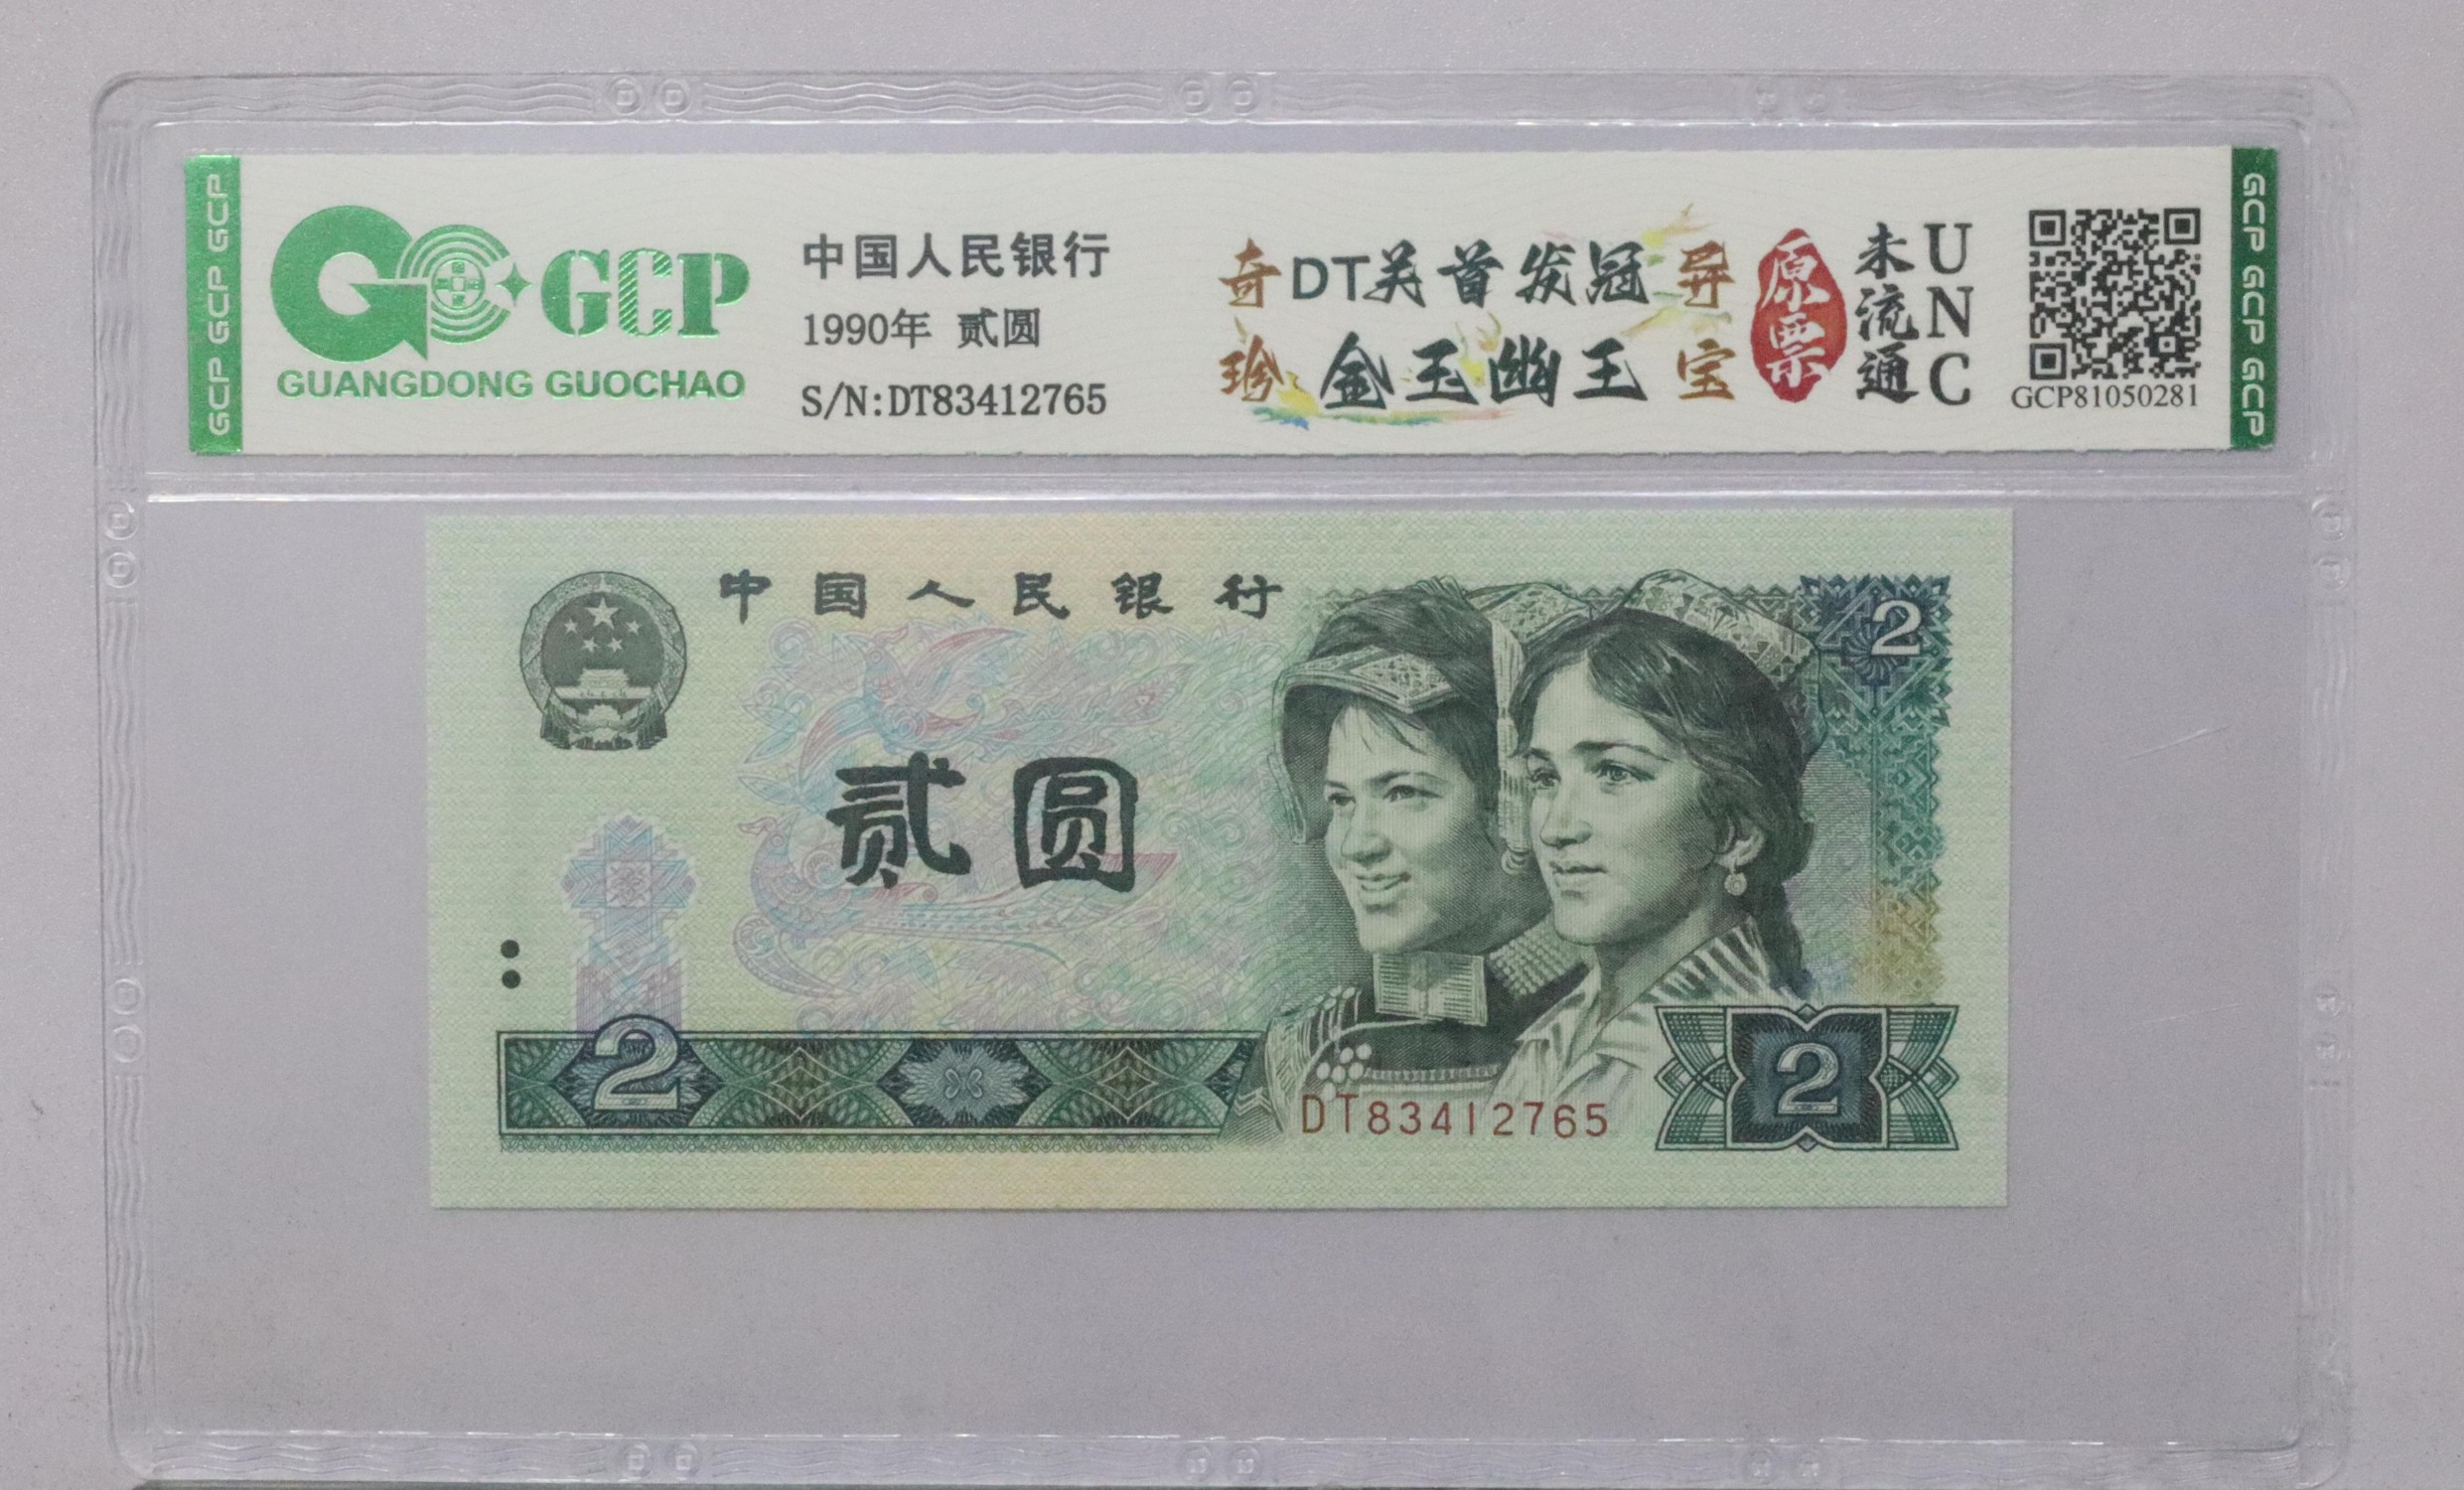 GCP GCP GCP
GCP
GUANGDONG GUOCHAO
中国人民银行
1990年 贰圆
S/N:DT83412765
奇珍
DT关首发冠
金玉幽王
异宝
原票
未流通
UNC
GCP81050281
GCP GCP GCP
中国人民银行
2
贰圆
2
DT83412765
2